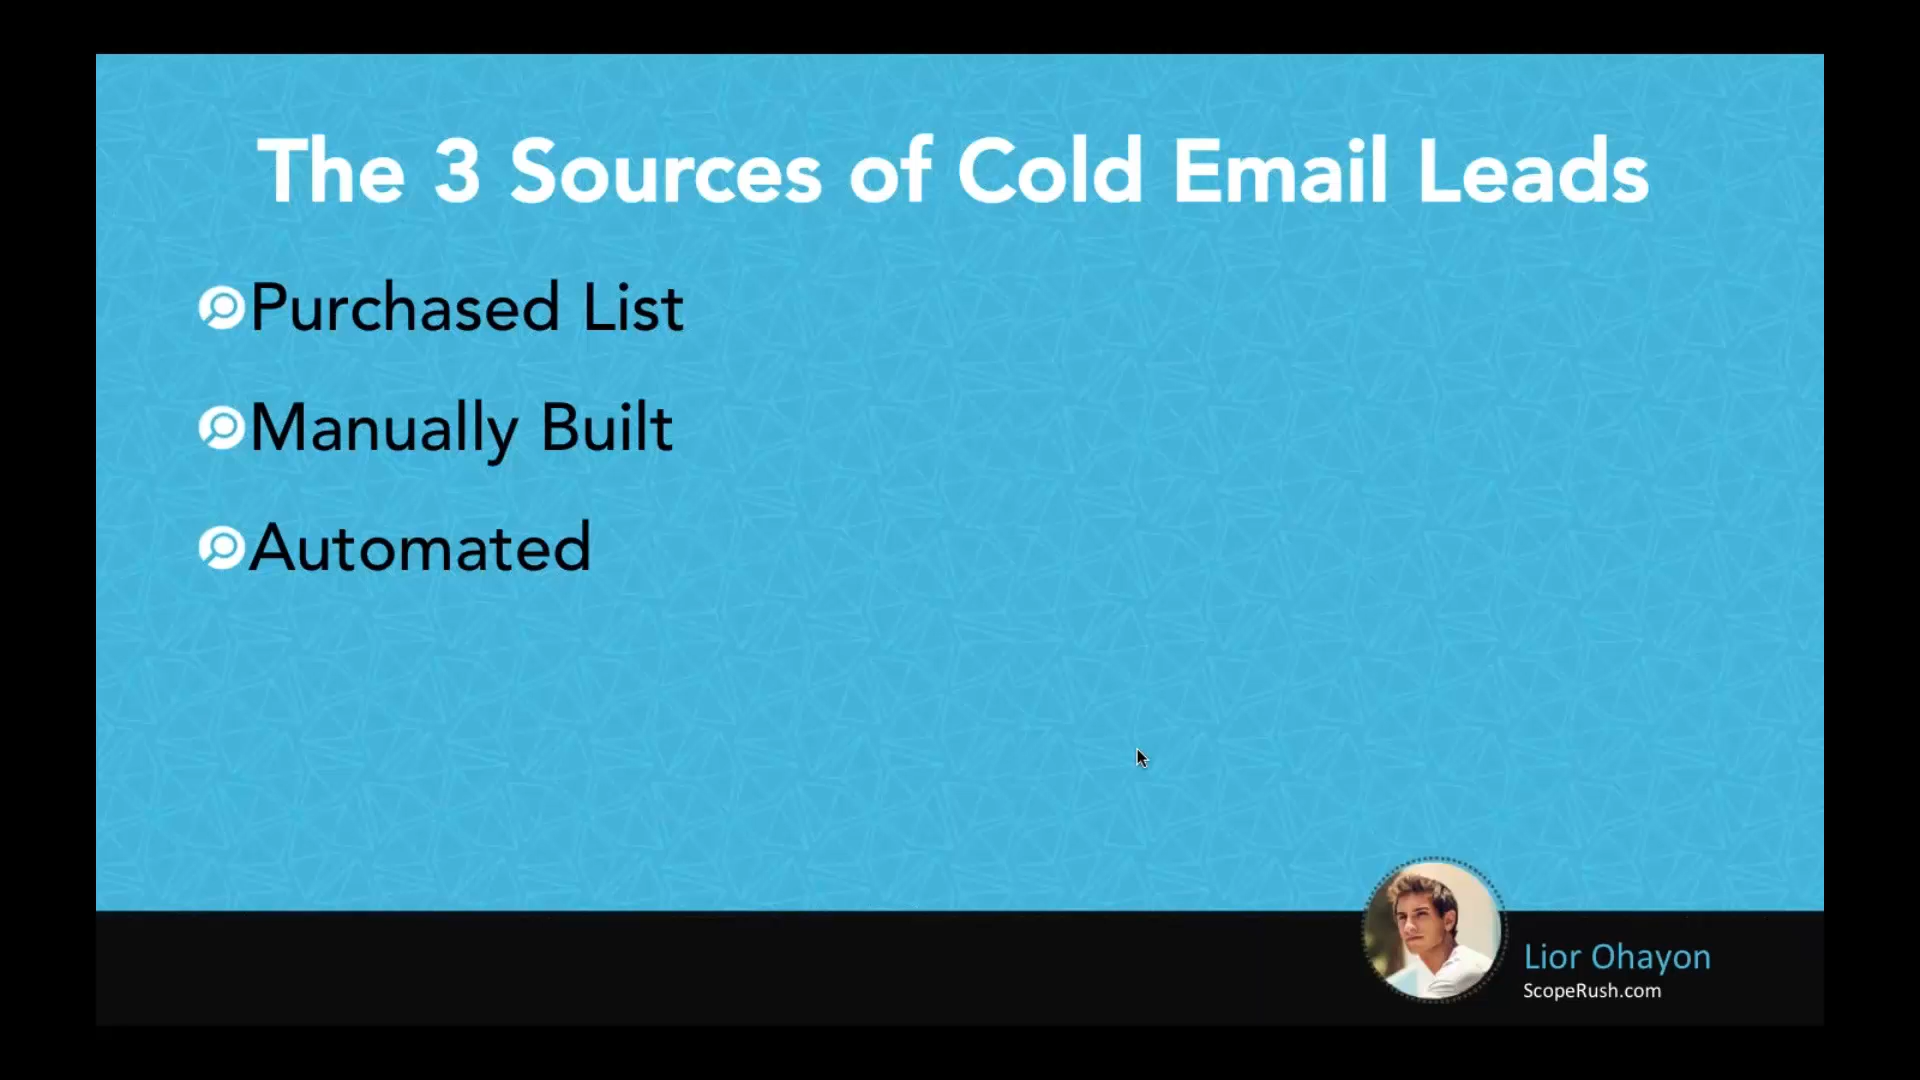 The 3 Sources of Cold Email Leads
Purchased List
Manually Built
Automated
Lior Ohayon
ScopeRush.com